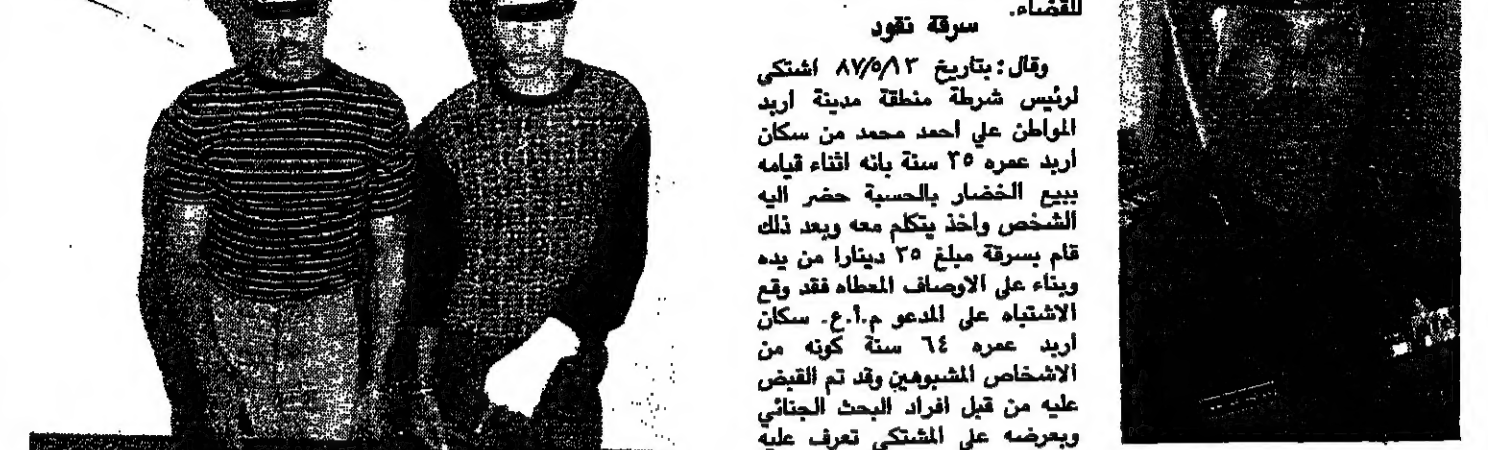 للقضاء.
سرقة نقود
وقال: بتاريخ ٨٧/٥/١٣ اشتكى
لرئيس شرطة منطقة مدينة اربد
المواطن علي احمد محمد من سكان
اربد عمره ٣٥ سنة بانه اثناء قيامه
ببيع الخضار بالحسبة حضر اليه
الشخص واخذ يتكلم معه وبعد ذلك
قام بسرقة مبلغ ٣٥ دينارا من يده
وبناء على الاوصاف المعطاه فقد وقع
الاشتباه على المدعو م.أ.ع. سكان
أربد عمره ٦٤ سنة كونه من
الاشخاص المشبوهين وقد تم القبض
عليه من قبل افراد البحث الجنائي
وبعرضه على المشتكي تعرف عليه